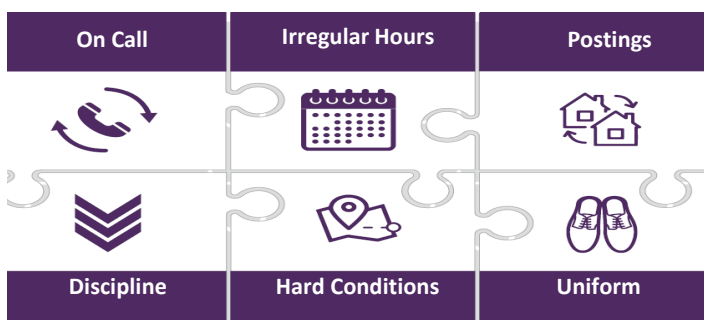 On Call
Irregular Hours
Postings
Discipline
Hard Conditions
Uniform